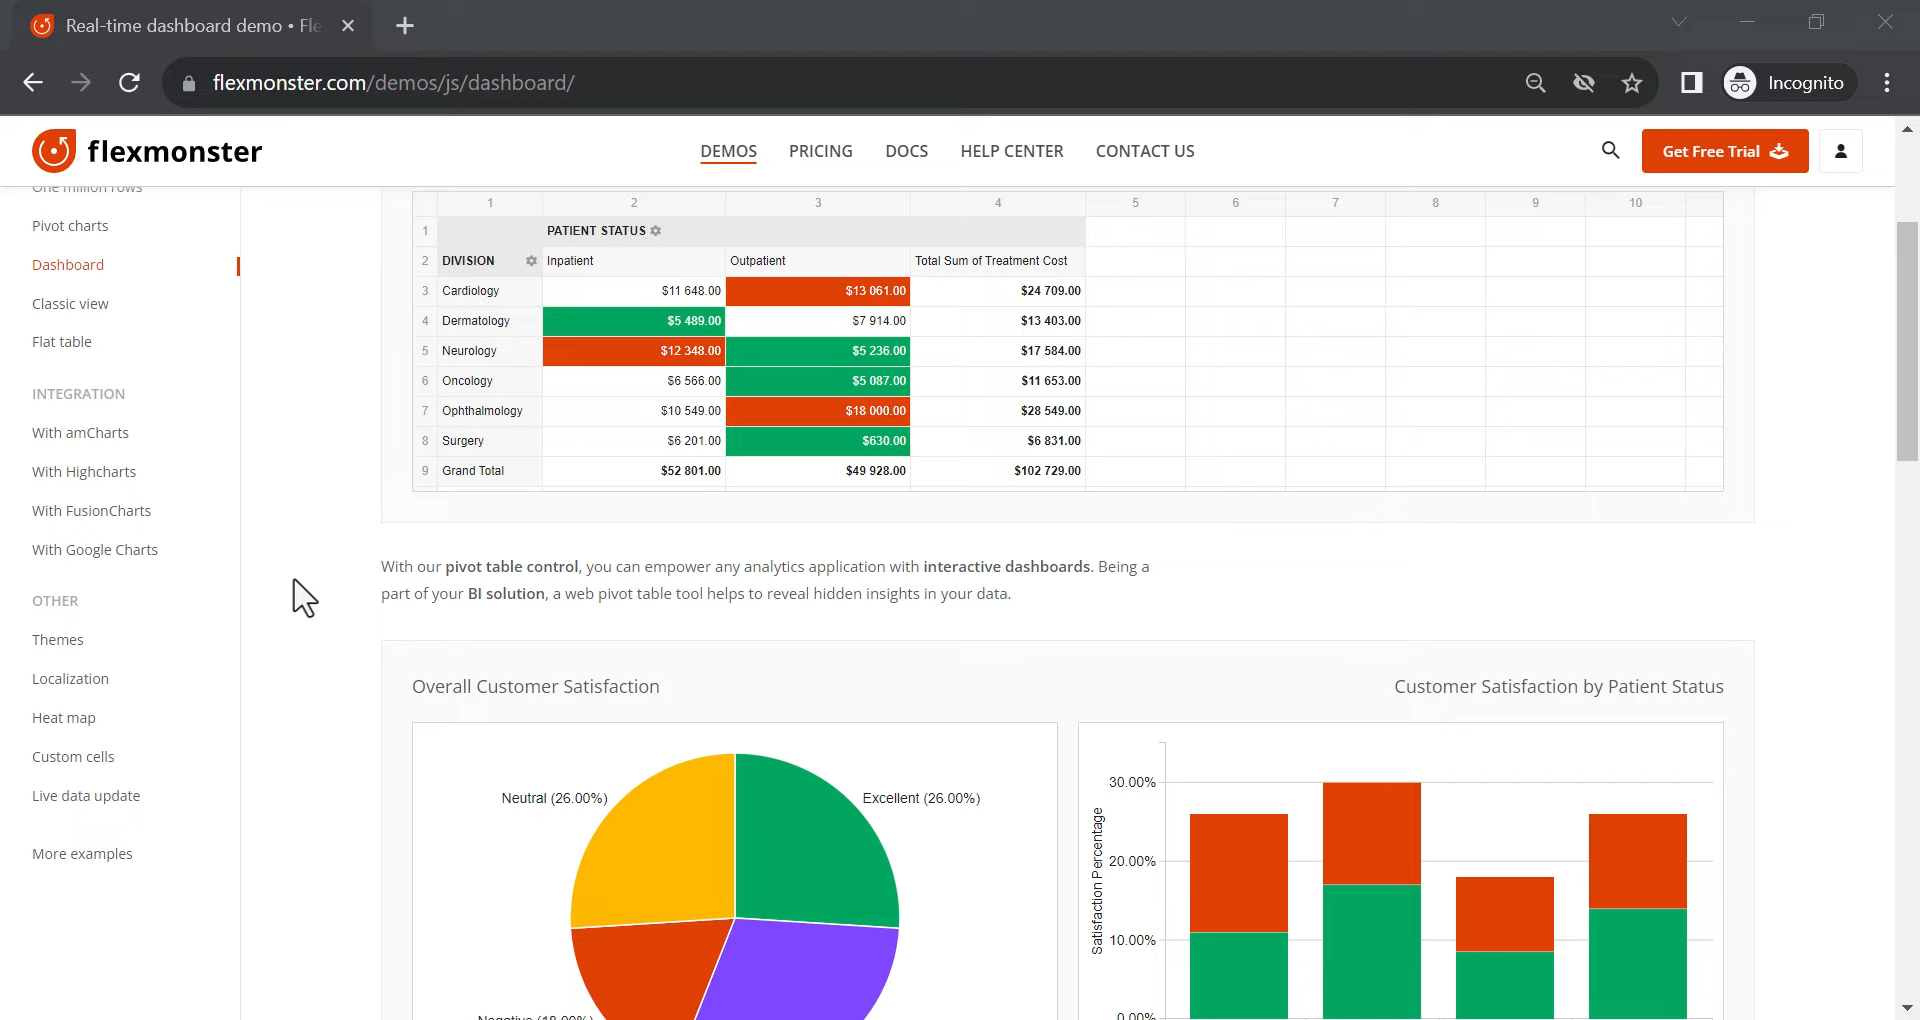 Real-time dashboard demo • Fle
flexmonster.com/demos/js/dashboard/
Incognito
flexmonster
DEMOS
PRICING
DOCS
HELP CENTER
CONTACT US
Get Free Trial
One million rows
Pivot charts
Dashboard
Classic view
Flat table
INTEGRATION
With amCharts
With Highcharts
With FusionCharts
With Google Charts
OTHER
Themes
Localization
Heat map
Custom cells
Live data update
More examples
1 2 3 4 5 6 7 8 9 10
1 PATIENT STATUS
2 DIVISION Inpatient Outpatient Total Sum of Treatment Cost
3 Cardiology $11 648.00 $13 061.00 $24 709.00
4 Dermatology $5 489.00 $7 914.00 $13 403.00
5 Neurology $12 348.00 $5 236.00 $17 584.00
6 Oncology $6 566.00 $5 087.00 $11 653.00
7 Ophthalmology $10 549.00 $18 000.00 $28 549.00
8 Surgery $6 201.00 $630.00 $6 831.00
9 Grand Total $52 801.00 $49 928.00 $102 729.00
With our pivot table control, you can empower any analytics application with interactive dashboards. Being a
part of your BI solution, a web pivot table tool helps to reveal hidden insights in your data.
Overall Customer Satisfaction
Neutral (26.00%)
Excellent (26.00%)
Negative (18.00%)
Customer Satisfaction by Patient Status
Satisfaction Percentage
30.00%
20.00%
10.00%
0.00%